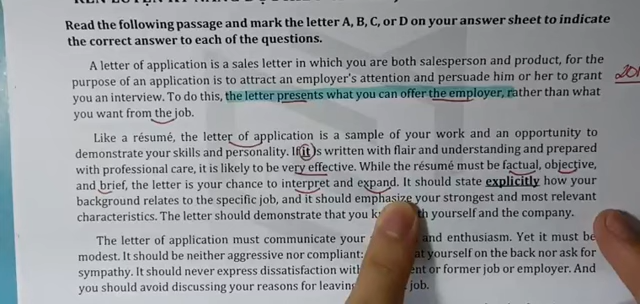 Read the following passage and mark the letter A, B, C, or D on your answer sheet to indicate
the correct answer to each of the questions.
A letter of application is a sales letter in which you are both salesperson and product, for the
purpose of an application is to attract an employer's attention and persuade him or her to grant
you an interview. To do this, the letter presents what you can offer the employer, rather than what
you want from the job.
Like a résumé, the letter of application is a sample of your work and an opportunity to
demonstrate your skills and personality. If it is written with flair and understanding and prepared
with professional care, it is likely to be very effective. While the résumé must be factual, objective,
and brief, the letter is your chance to interpret and expand. It should state explicitly how your
background relates to the specific job, and it should emphasize your strongest and most relevant
characteristics. The letter should demonstrate that you yourself and the company.
The letter of application must communicate your and enthusiasm. Yet it must be
modest. It should be neither aggressive nor compliant: yourself on the back nor ask for
sympathy. It should never express dissatisfaction or former job or employer. And
you should avoid discussing your reasons for job.